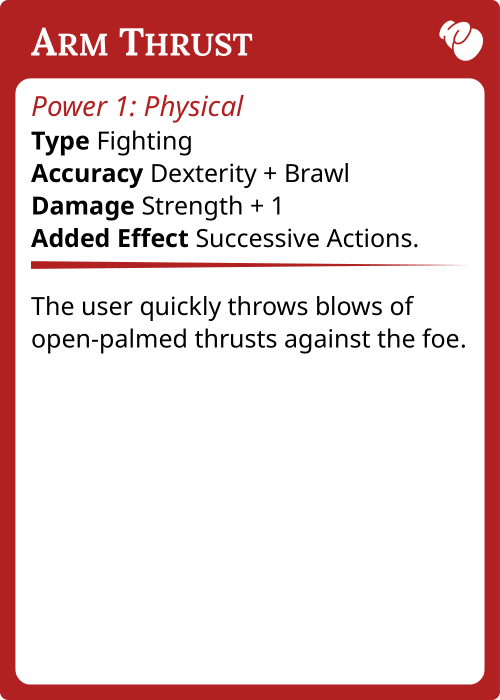 ARM THRUST
Power 1: Physical
Type Fighting
Accuracy Dexterity + Brawl
Damage Strength + 1
Added Effect Successive Actions.
The user quickly throws blows of
open-palmed thrusts against the foe.